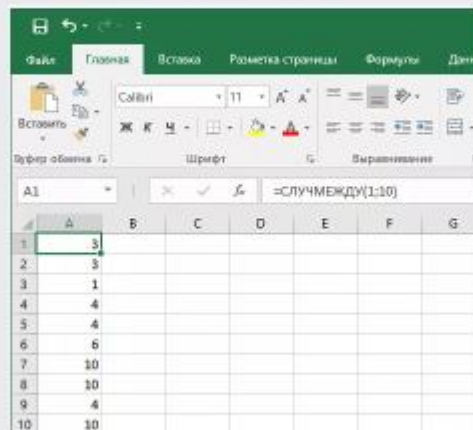 Файл Главная Вставка Разметка страницы Формулы
Вставить
Calibri 11
Ж К Ч
Буфер обмена Шрифт Выравнивание
A1 fx =СЛУЧМЕЖДУ(1;10)
A B C D E F G
1 3
2 3
3 1
4 4
5 4
6 6
7 10
8 10
9 4
10 10